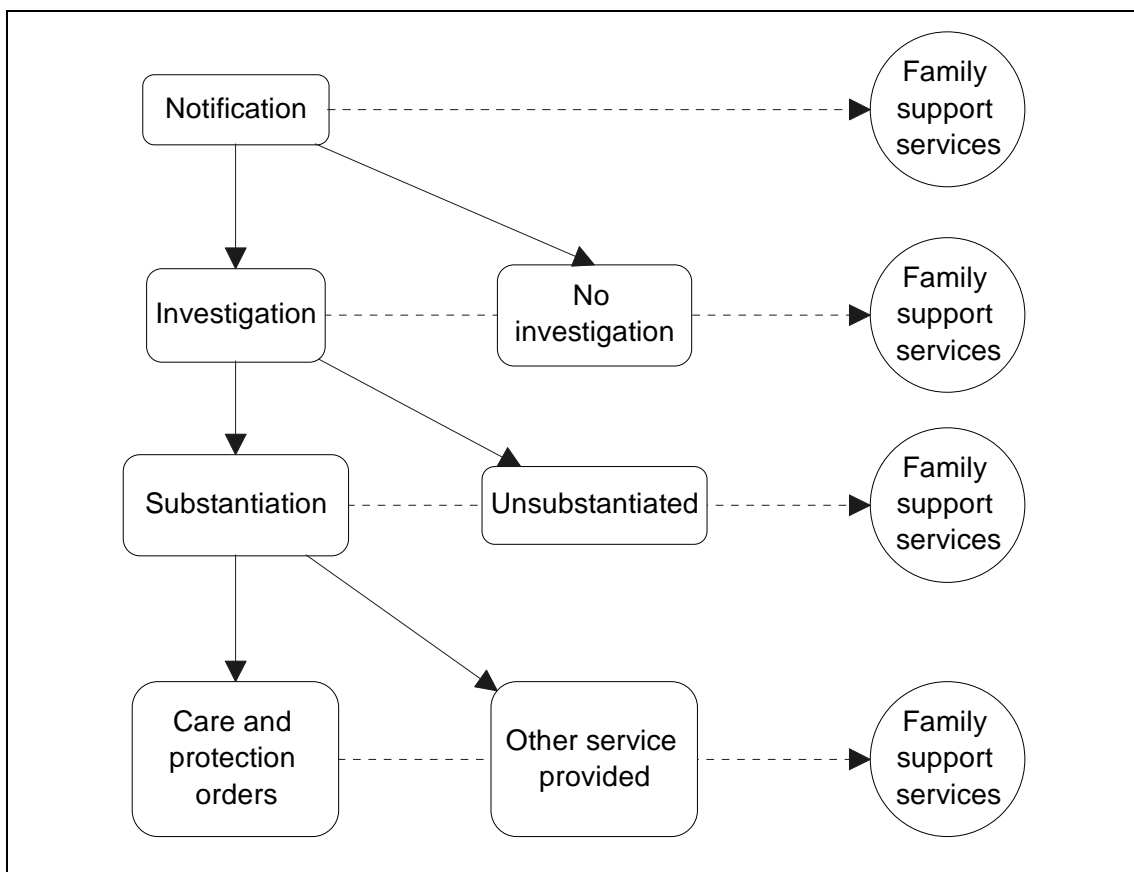 Notification
Family
support
services
Investigation
No
investigation
Family
support
services
Substantiation
Unsubstantiated
Family
support
services
Care and
protection
orders
Other service
provided
Family
support
services